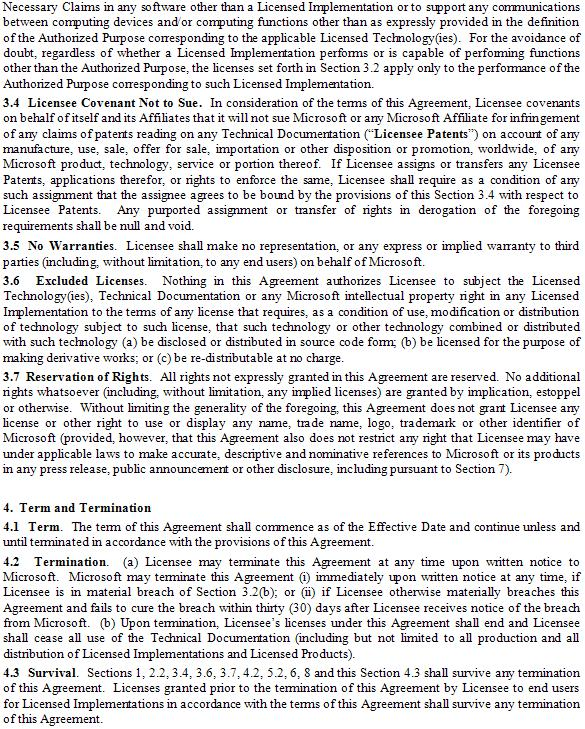 Necessary Claims in any software other than a Licensed Implementation or to support any communications
between computing devices and/or computing functions other than as expressly provided in the definition
of the Authorized Purpose corresponding to the applicable Licensed Technology(ies).  For the avoidance of
doubt, regardless of whether a Licensed Implementation performs or is capable of performing functions
other than the Authorized Purpose, the licenses set forth in Section 3.2 apply only to the performance of the
Authorized Purpose corresponding to such Licensed Implementation.
3.4 Licensee Covenant Not to Sue.  In consideration of the terms of this Agreement, Licensee covenants
on behalf of itself and its Affiliates that it will not sue Microsoft or any Microsoft Affiliate for infringement
of any claims of patents reading on any Technical Documentation (“Licensee Patents”) on account of any
manufacture, use, sale, offer for sale, importation or other disposition or promotion, worldwide, of any
Microsoft product, technology, service or portion thereof.  If Licensee assigns or transfers any Licensee
Patents, applications therefor, or rights to enforce the same, Licensee shall require as a condition of any
such assignment that the assignee agrees to be bound by the provisions of this Section 3.4 with respect to
Licensee Patents.  Any purported assignment or transfer of rights in derogation of the foregoing
requirements shall be null and void.
3.5 No Warranties.  Licensee shall make no representation, or any express or implied warranty to third
parties (including, without limitation, to any end users) on behalf of Microsoft.
3.6 Excluded Licenses.  Nothing in this Agreement authorizes Licensee to subject the Licensed
Technology(ies), Technical Documentation or any Microsoft intellectual property right in any Licensed
Implementation to the terms of any license that requires, as a condition of use, modification or distribution
of technology subject to such license, that such technology or other technology combined or distributed
with such technology (a) be disclosed or distributed in source code form; (b) be licensed for the purpose of
making derivative works; or (c) be re-distributable at no charge.
3.7 Reservation of Rights.  All rights not expressly granted in this Agreement are reserved.  No additional
rights whatsoever (including, without limitation, any implied licenses) are granted by implication, estoppel
or otherwise.  Without limiting the generality of the foregoing, this Agreement does not grant Licensee any
license or other right to use or display any name, trade name, logo, trademark or other identifier of
Microsoft (provided, however, that this Agreement also does not restrict any right that Licensee may have
under applicable laws to make accurate, descriptive and nominative references to Microsoft or its products
in any press release, public announcement or other disclosure, including pursuant to Section 7).
4. Term and Termination
4.1 Term.  The term of this Agreement shall commence as of the Effective Date and continue unless and
until terminated in accordance with the provisions of this Agreement.
4.2 Termination.  (a) Licensee may terminate this Agreement at any time upon written notice to
Microsoft.  Microsoft may terminate this Agreement (i) immediately upon written notice at any time, if
Licensee is in material breach of Section 3.2(b); or (ii) if Licensee otherwise materially breaches this
Agreement and fails to cure the breach within thirty (30) days after Licensee receives notice of the breach
from Microsoft.  (b) Upon termination, Licensee’s licenses under this Agreement shall end and Licensee
shall cease all use of the Technical Documentation (including but not limited to all production and all
distribution of Licensed Implementations and Licensed Products).
4.3 Survival.  Sections 1, 2.2, 3.4, 3.6, 3.7, 4.2, 5.2, 6, 8 and this Section 4.3 shall survive any termination
of this Agreement.  Licenses granted prior to the termination of this Agreement by Licensee to end users
for Licensed Implementations in accordance with the terms of this Agreement shall survive any termination
of this Agreement.